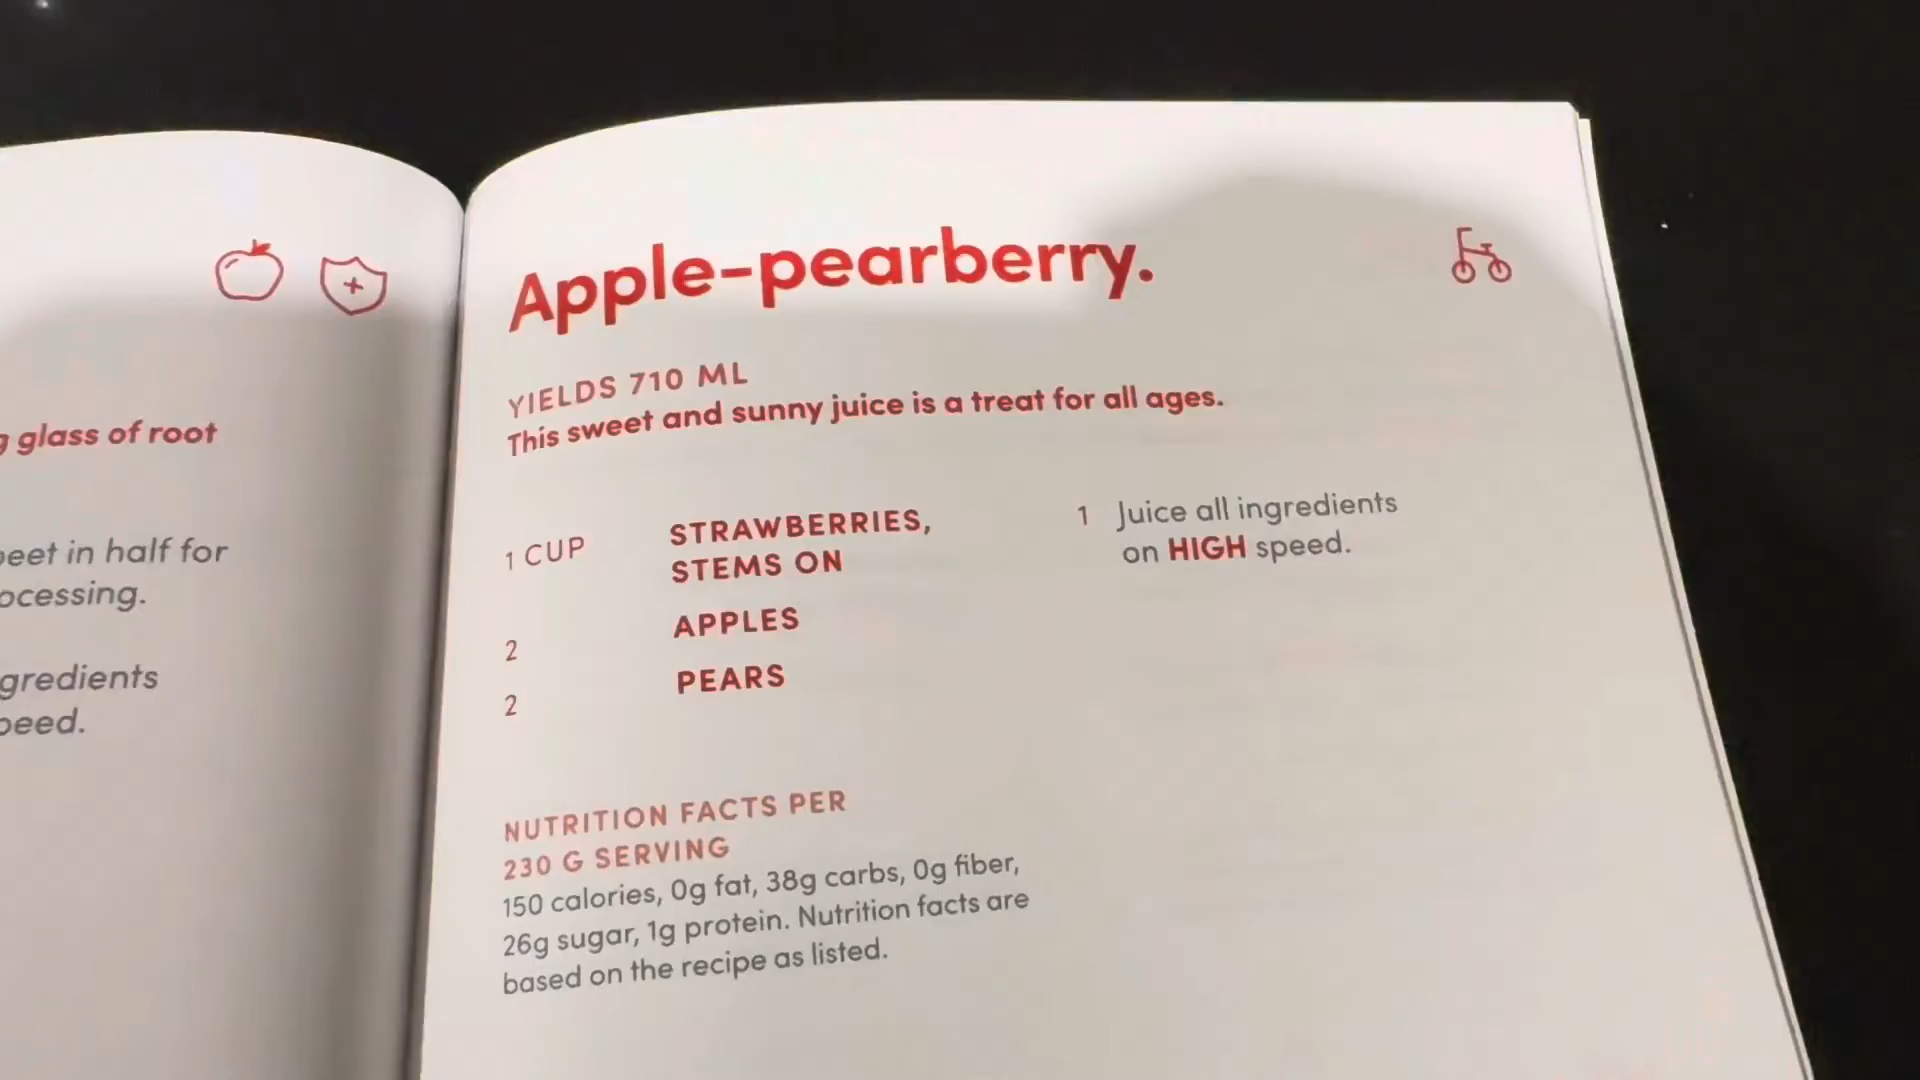 glass of root
beet in half for
ocessing.
gredients
peed.
Apple-pearberry.
YIELDS 710 ML
This sweet and sunny juice is a treat for all ages.
1 CUP STRAWBERRIES,
STEMS ON
2 APPLES
2 PEARS
1 Juice all ingredients
on HIGH speed.
NUTRITION FACTS PER
230 G SERVING
150 calories, 0g fat, 38g carbs, 0g fiber,
26g sugar, 1g protein. Nutrition facts are
based on the recipe as listed.